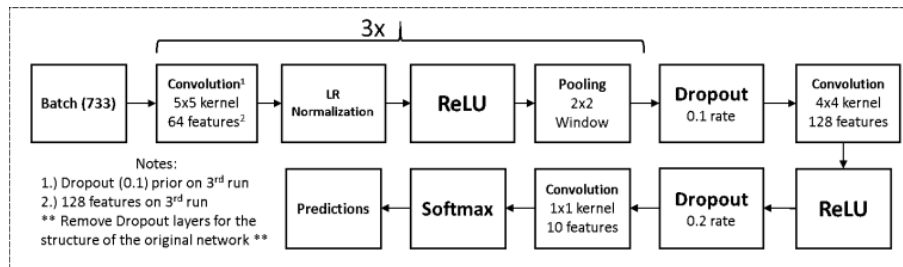 3x
Batch (733)
Convolution¹
5x5 kernel
64 features²
LR
Normalization
ReLU
Pooling
2x2
Window
Dropout
0.1 rate
Convolution
4x4 kernel
128 features
Notes:
1.) Dropout (0.1) prior on 3rd run
2.) 128 features on 3rd run
** Remove Dropout layers for the
structure of the original network **
Predictions
Softmax
Convolution
1x1 kernel
10 features
Dropout
0.2 rate
ReLU